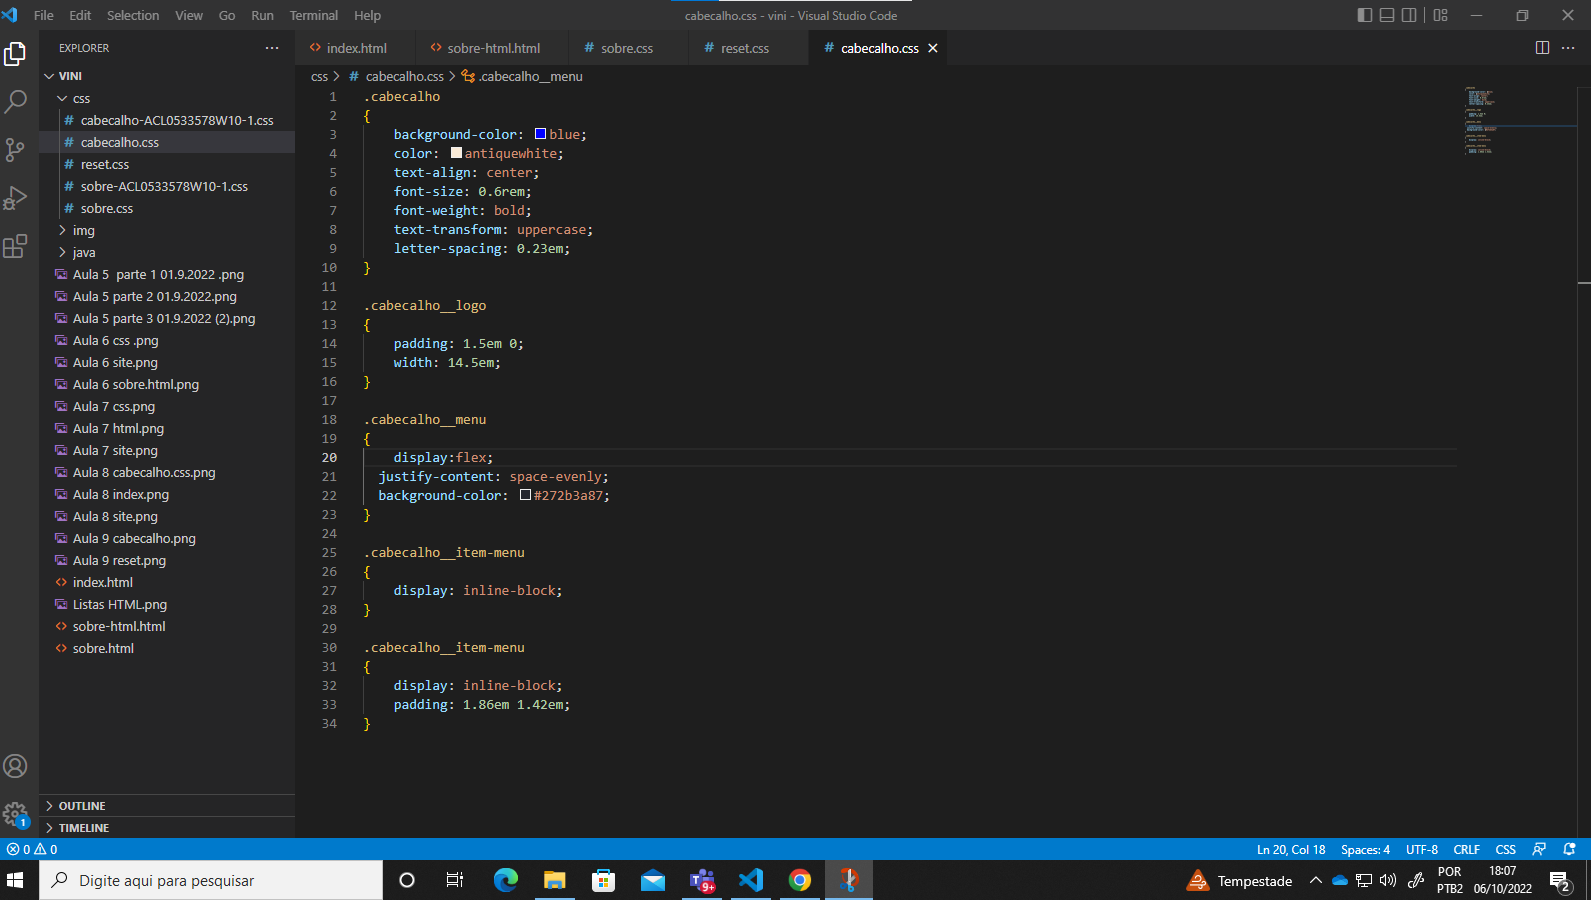 File Edit Selection View Go Run Terminal Help
cabecalho.css - vini - Visual Studio Code
EXPLORER
VINI
css
cabecalho-ACL0533578W10-1.css
cabecalho.css
reset.css
sobre-ACL0533578W10-1.css
sobre.css
img
java
Aula 5  parte 1 01.9.2022 .png
Aula 5 parte 2 01.9.2022.png
Aula 5 parte 3 01.9.2022 (2).png
Aula 6 css .png
Aula 6 site.png
Aula 6 sobre.html.png
Aula 7 css.png
Aula 7 html.png
Aula 7 site.png
Aula 8 cabecalho.css.png
Aula 8 index.png
Aula 8 site.png
Aula 9 cabecalho.png
Aula 9 reset.png
index.html
Listas HTML.png
sobre-html.html
sobre.html
OUTLINE
TIMELINE
index.html sobre-html.html sobre.css reset.css cabecalho.css
css > # cabecalho.css > .cabecalho__menu
1 .cabecalho
2 {
3 background-color: blue;
4 color: antiquewhite;
5 text-align: center;
6 font-size: 0.6rem;
7 font-weight: bold;
8 text-transform: uppercase;
9 letter-spacing: 0.23em;
10 }
11
12 .cabecalho__logo
13 {
14 padding: 1.5em 0;
15 width: 14.5em;
16 }
17
18 .cabecalho__menu
19 {
20 display:flex;
21 justify-content: space-evenly;
22 background-color: #272b3a87;
23 }
24
25 .cabecalho__item-menu
26 {
27 display: inline-block;
28 }
29
30 .cabecalho__item-menu
31 {
32 display: inline-block;
33 padding: 1.86em 1.42em;
34 }
1
0 0 Ln 20, Col 18 Spaces: 4 UTF-8 CRLF CSS
Digite aqui para pesquisar
9+
Tempestade
POR
PTB2
18:07
06/10/2022
2